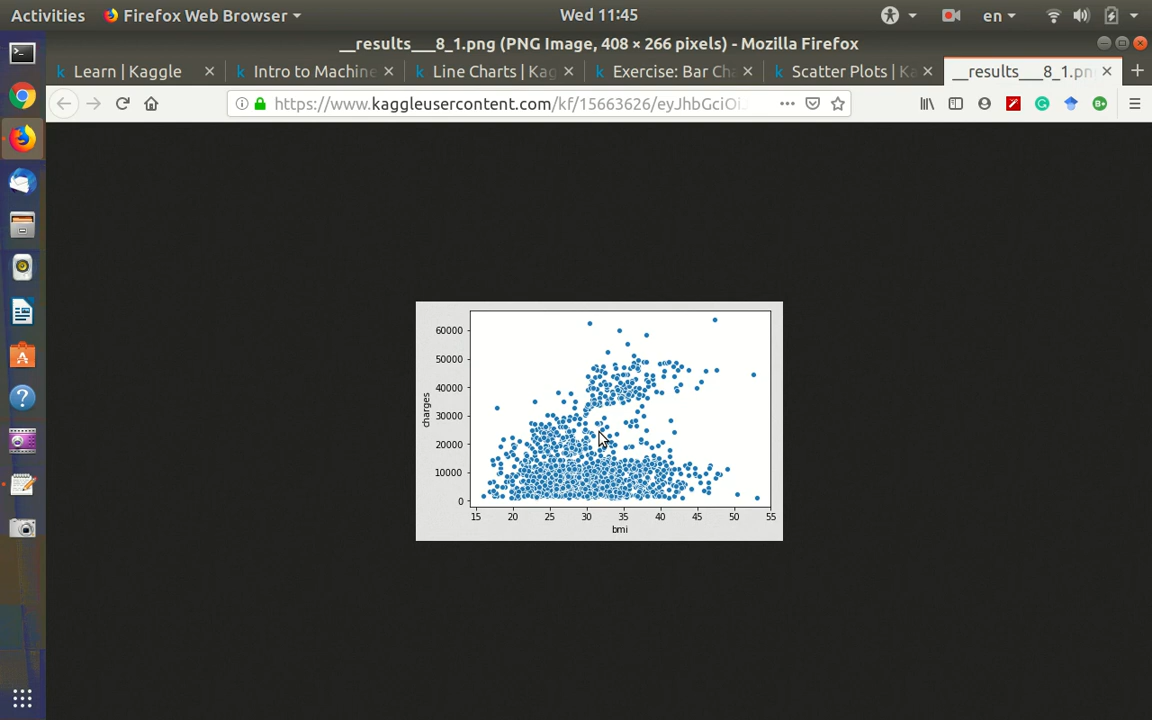 Activities Firefox Web Browser Wed 11:45 en
__results___8_1.png (PNG Image, 408 × 266 pixels) - Mozilla Firefox
k Learn | Kaggle k Intro to Machine k Line Charts | Kag k Exercise: Bar Cha k Scatter Plots | Ka __results___8_1.pn
https://www.kaggleusercontent.com/kf/15663626/eyJhbGciOi… B+
60000
50000
40000
30000
20000
10000
0
charges
15 20 25 30 35 40 45 50 55
bmi